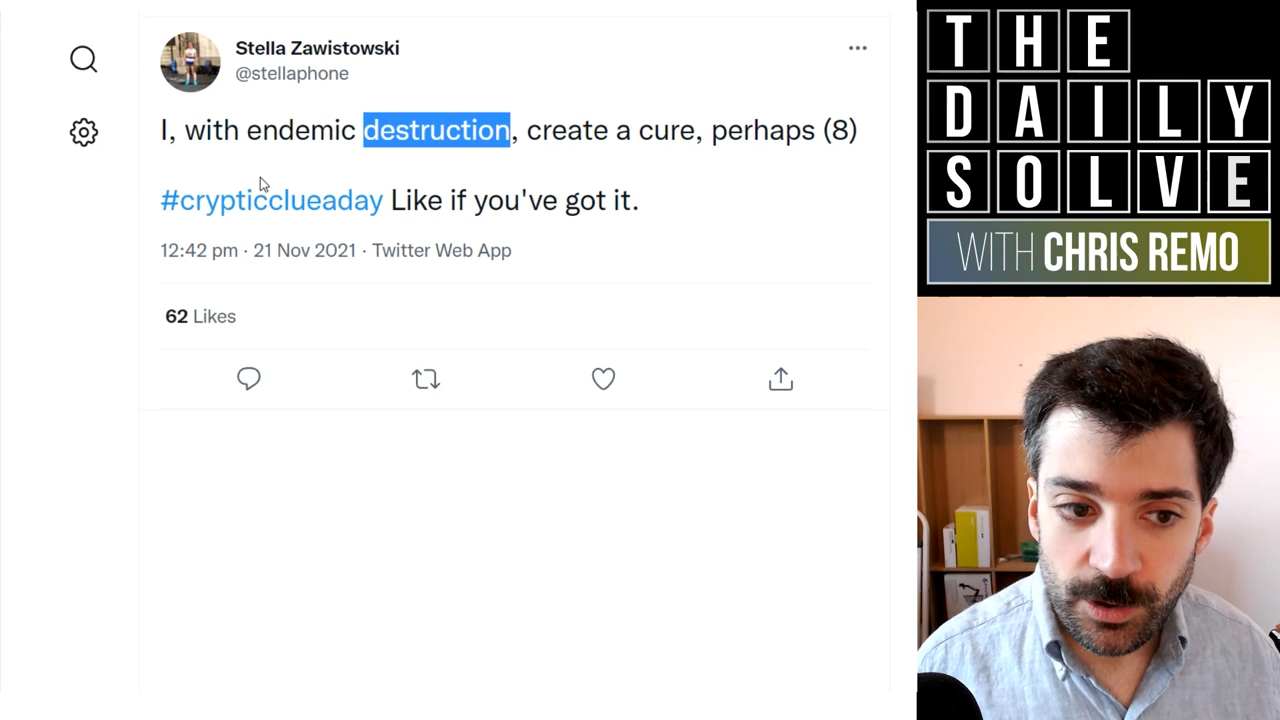 Stella Zawistowski
@stellaphone
I, with endemic destruction, create a cure, perhaps (8)
#crypticclueaday Like if you've got it.
12:42 pm · 21 Nov 2021 · Twitter Web App
62 Likes
THE
DAILY
SOLVE
WITH CHRIS REMO